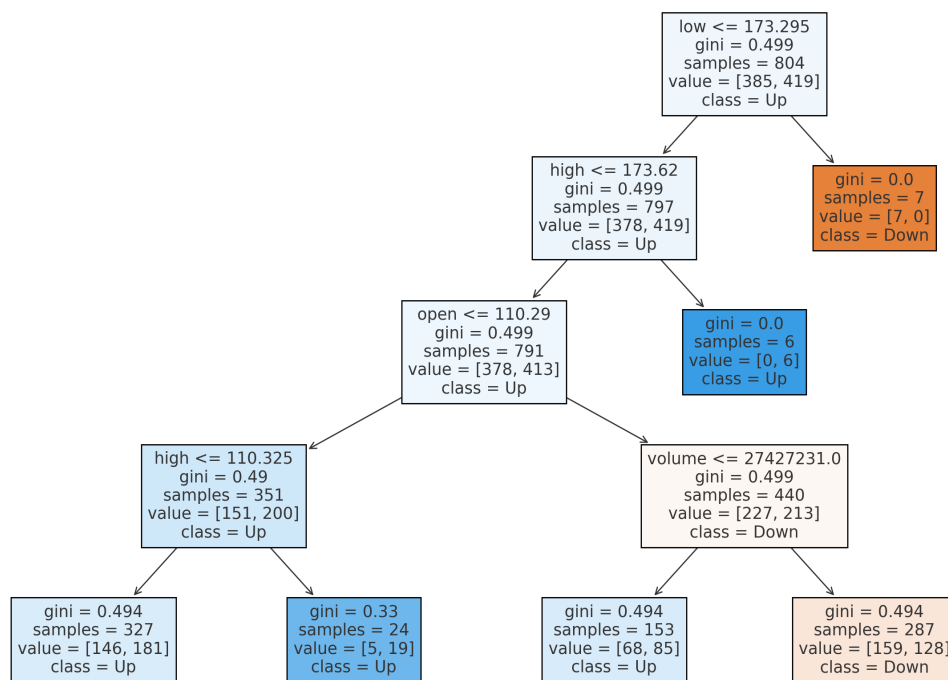 low <= 173.295
gini = 0.499
samples = 804
value = [385, 419]
class = Up
high <= 173.62
gini = 0.499
samples = 797
value = [378, 419]
class = Up
gini = 0.0
samples = 7
value = [7, 0]
class = Down
open <= 110.29
gini = 0.499
samples = 791
value = [378, 413]
class = Up
gini = 0.0
samples = 6
value = [0, 6]
class = Up
high <= 110.325
gini = 0.49
samples = 351
value = [151, 200]
class = Up
volume <= 27427231.0
gini = 0.499
samples = 440
value = [227, 213]
class = Down
gini = 0.494
samples = 327
value = [146, 181]
class = Up
gini = 0.33
samples = 24
value = [5, 19]
class = Up
gini = 0.494
samples = 153
value = [68, 85]
class = Up
gini = 0.494
samples = 287
value = [159, 128]
class = Down